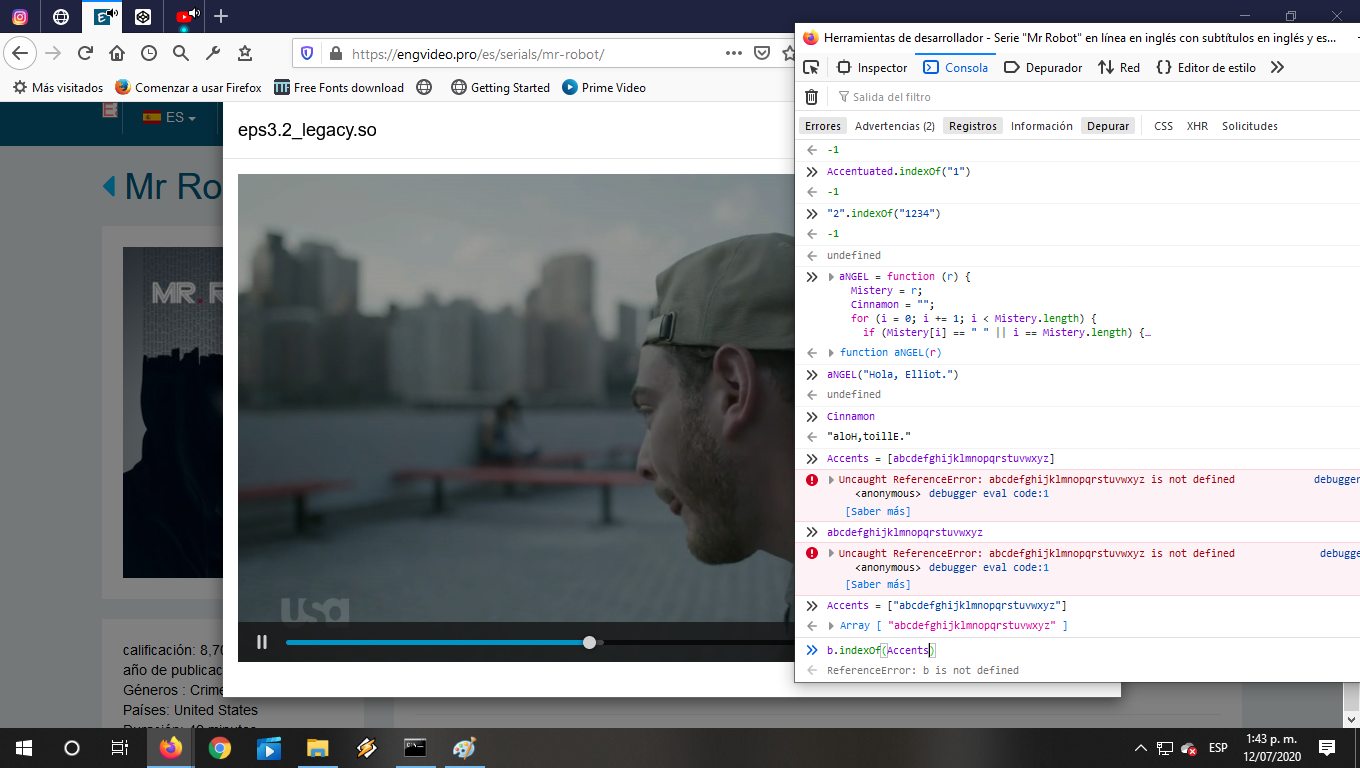 https://engvideo.pro/es/serials/mr-robot/
Más visitados
Comenzar a usar Firefox
Free Fonts download
Getting Started
Prime Video
ES
eps3.2_legacy.so
Mr Ro
MR. R
usa
calificación: 8,70
año de publicac
Géneros : Crime
Países: United States
Herramientas de desarrollador - Serie "Mr Robot" en línea en inglés con subtítulos en inglés y es...
Inspector
Consola
Depurador
Red
Editor de estilo
Salida del filtro
Errores
Advertencias (2)
Registros
Información
Depurar
CSS
XHR
Solicitudes
-1
Accentuated.indexOf("1")
-1
"2".indexOf("1234")
-1
undefined
aNGEL = function (r) {
Mistery = r;
Cinnamon = "";
for (i = 0; i += 1; i < Mistery.length) {
if (Mistery[i] == " " || i == Mistery.length) {…
function aNGEL(r)
aNGEL("Hola, Elliot.")
undefined
Cinnamon
"aloH,toillE."
Accents = [abcdefghijklmnopqrstuvwxyz]
Uncaught ReferenceError: abcdefghijklmnopqrstuvwxyz is not defined
debugger
<anonymous> debugger eval code:1
[Saber más]
abcdefghijklmnopqrstuvwxyz
Uncaught ReferenceError: abcdefghijklmnopqrstuvwxyz is not defined
debugge
<anonymous> debugger eval code:1
[Saber más]
Accents = ["abcdefghijklmnopqrstuvwxyz"]
Array [ "abcdefghijklmnopqrstuvwxyz" ]
b.indexOf(Accents)
ReferenceError: b is not defined
ESP
1:43 p. m.
12/07/2020